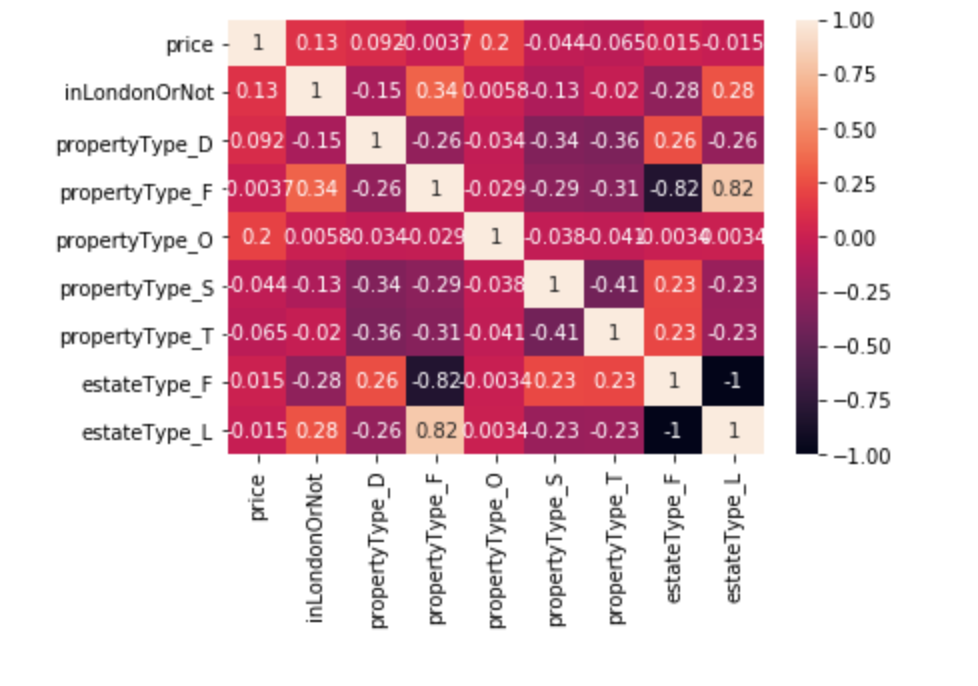 price 1 0.13 0.092 -0.0037 0.2 -0.044 -0.065 0.015 -0.015
inLondonOrNot 0.13 1 -0.15 0.34 0.0058 -0.13 -0.02 -0.28 0.28
propertyType_D 0.092 -0.15 1 -0.26 -0.034 -0.34 -0.36 0.26 -0.26
propertyType_F -0.0037 0.34 -0.26 1 -0.029 -0.29 -0.31 -0.82 0.82
propertyType_O 0.2 0.0058 -0.034 -0.029 1 -0.038 -0.041 -0.0034 0.0034
propertyType_S -0.044 -0.13 -0.34 -0.29 -0.038 1 -0.41 0.23 -0.23
propertyType_T -0.065 -0.02 -0.36 -0.31 -0.041 -0.41 1 0.23 -0.23
estateType_F 0.015 -0.28 0.26 -0.82 -0.0034 0.23 0.23 1 -1
estateType_L -0.015 0.28 -0.26 0.82 0.0034 -0.23 -0.23 -1 1
price
inLondonOrNot
propertyType_D
propertyType_F
propertyType_O
propertyType_S
propertyType_T
estateType_F
estateType_L
1.00
0.75
0.50
0.25
0.00
−0.25
−0.50
−0.75
−1.00